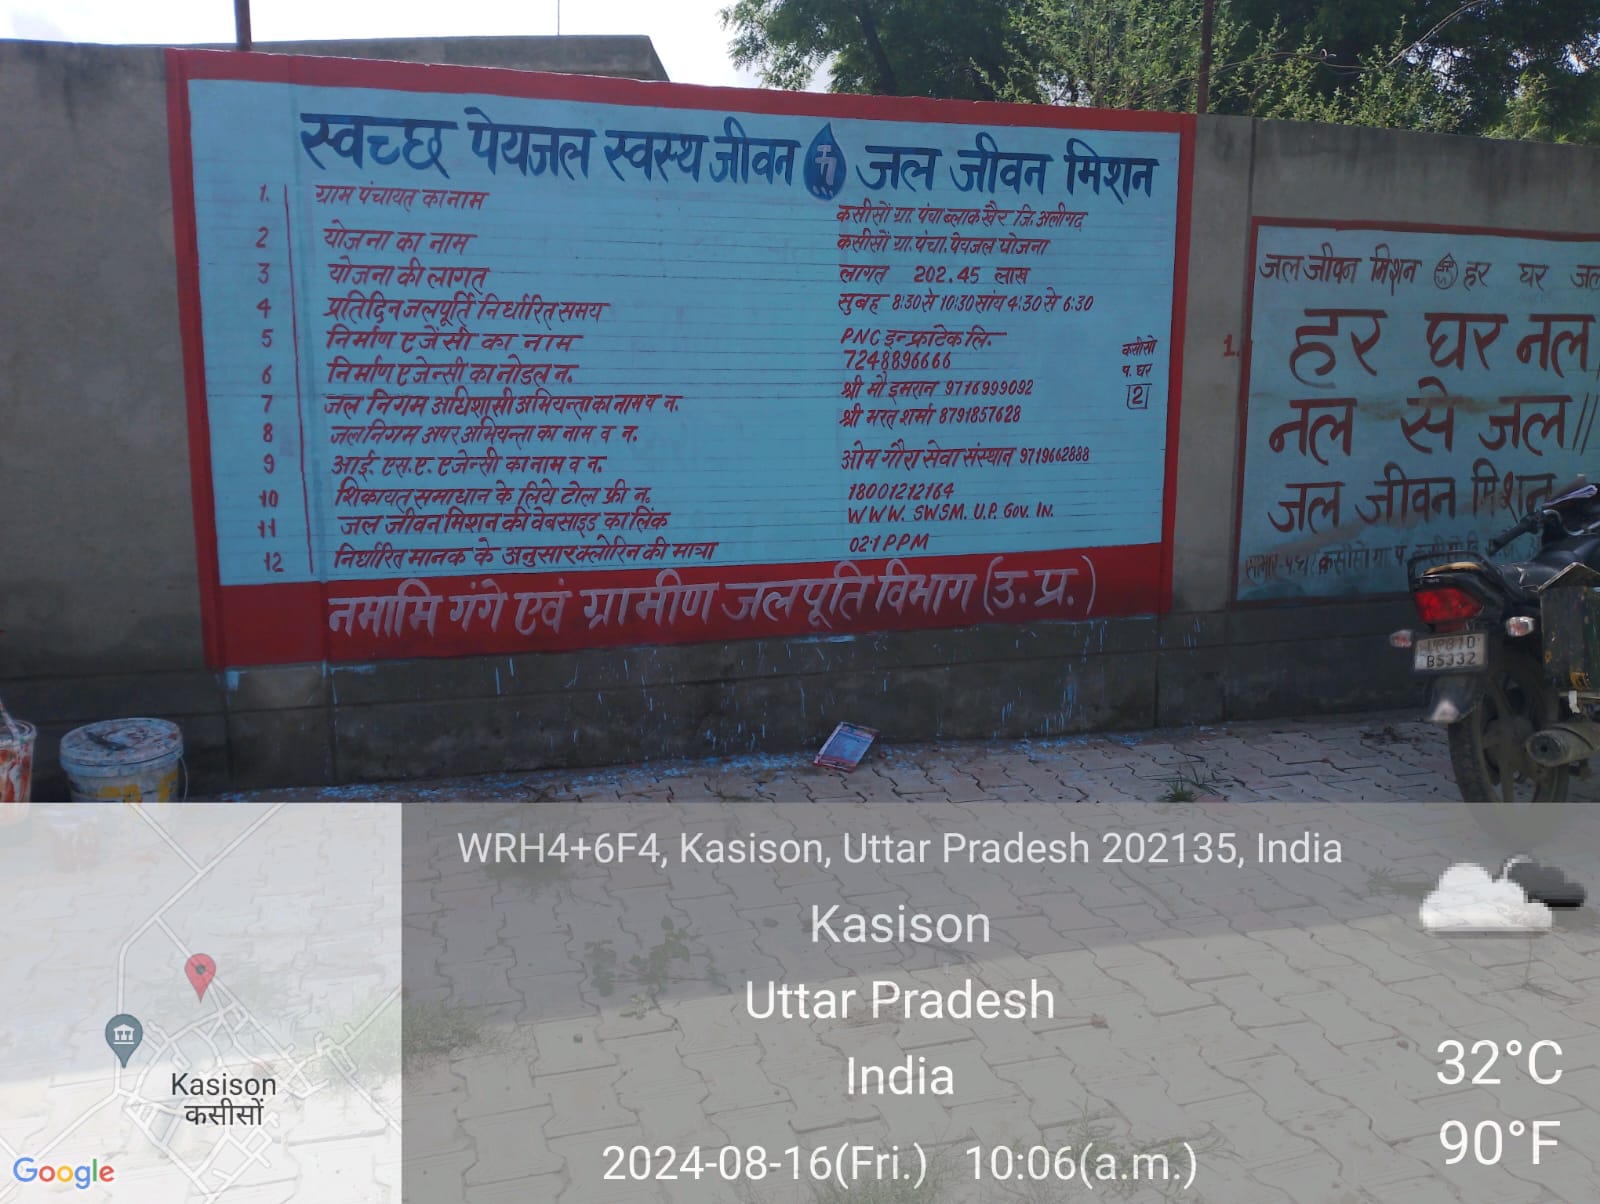 स्वच्छ पेयजल स्वस्थ जीवन जल जीवन मिशन
1. ग्राम पंचायत का नाम कसीसों ग्रा. पंचा ब्लाक खैर जि. अलीगढ़
2 योजना का नाम कसीसों ग्रा. पंचा. पेयजल योजना
3 योजना की लागत लागत 202.45 लाख
4 प्रतिदिन जलपूर्ति निर्धारित समय सुबह 8:30 से 10:30 सांय 4:30 से 6:30
5 निर्माण एजेंसी का नाम PNC इन्फ्राटेक लि.
6 निर्माण एजेन्सी का नोडल न. 7248896666
7 जल निगम अधिशासी अभियन्ता का नाम व न. श्री मौ इमरान 9716999092
8 जल निगम अपर अभियन्ता का नाम व न. श्री भरत शर्मा 8791857628
9 आई. एस. ए. एजेन्सी का नाम व न. ओम गौरा सेवा संस्थान 9719662888
10 शिकायत समाधान के लिये टोल फ्री न. 18001212164
11 जल जीवन मिशन की वेबसाइड का लिंक WWW. SWSM. U.P. GOV. IN.
12 निर्धारित मानक के अनुसार क्लोरिन की मात्रा 02.1 PPM
कसीसो
प. घर
2
नमामि गंगे एवं ग्रामीण जलपूर्ति विभाग (उ. प्र.)
जल जीवन मिशन हर घर जल
1.
हर घर नल
नल से जल
जल जीवन मिशन
UP81D
BS332
WRH4+6F4, Kasison, Uttar Pradesh 202135, India
Kasison
Uttar Pradesh
India
2024-08-16(Fri.) 10:06(a.m.)
32°C
90°F
Kasison
कसीसों
Google